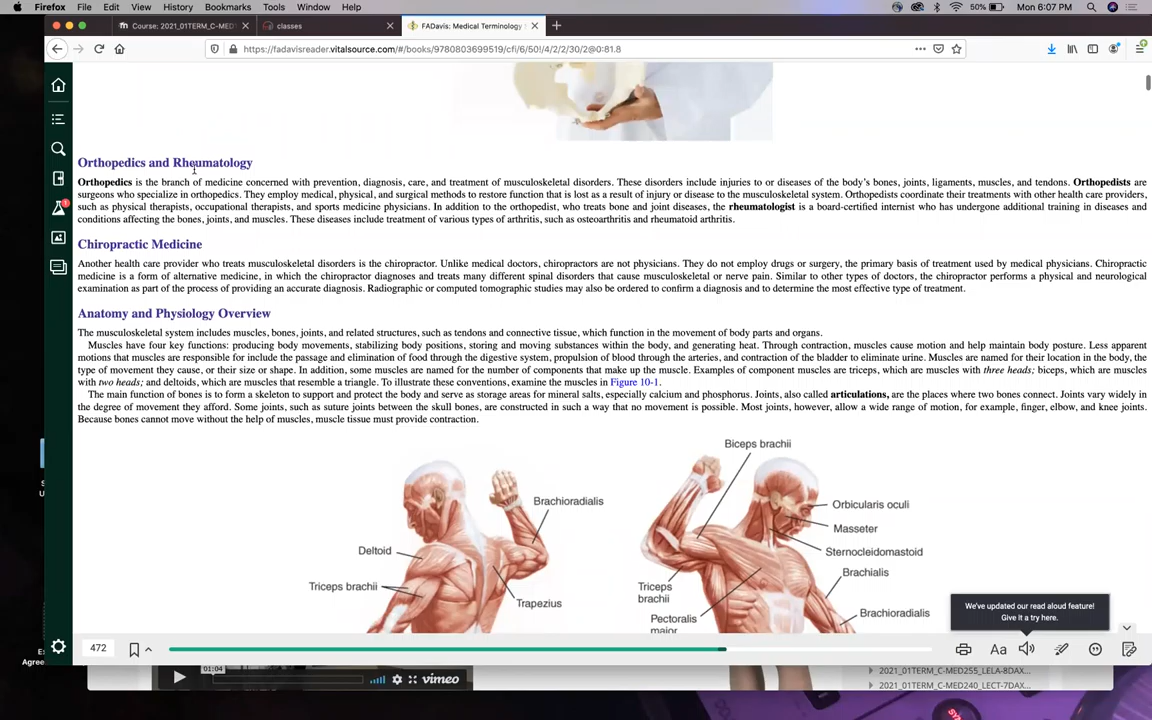 Firefox File Edit View History Bookmarks Tools Window Help 50% Mon 6:07 PM
Course: 2021_01TERM_C-MED classes FADavis: Medical Terminology
https://fadavisreader.vitalsource.com/#/books/9780803699519/cfi/6/50!/4/2/2/30/2@0:81.8
Orthopedics and Rheumatology
Orthopedics is the branch of medicine concerned with prevention, diagnosis, care, and treatment of musculoskeletal disorders. These disorders include injuries to or diseases of the body's bones, joints, ligaments, muscles, and tendons. Orthopedists are
surgeons who specialize in orthopedics. They employ medical, physical, and surgical methods to restore function that is lost as a result of injury or disease to the musculoskeletal system. Orthopedists coordinate their treatments with other health care providers,
such as physical therapists, occupational therapists, and sports medicine physicians. In addition to the orthopedist, who treats bone and joint diseases, the rheumatologist is a board-certified internist who has undergone additional training in diseases and
conditions affecting the bones, joints, and muscles. These diseases include treatment of various types of arthritis, such as osteoarthritis and rheumatoid arthritis.
Chiropractic Medicine
Another health care provider who treats musculoskeletal disorders is the chiropractor. Unlike medical doctors, chiropractors are not physicians. They do not employ drugs or surgery, the primary basis of treatment used by medical physicians. Chiropractic
medicine is a form of alternative medicine, in which the chiropractor diagnoses and treats many different spinal disorders that cause musculoskeletal or nerve pain. Similar to other types of doctors, the chiropractor performs a physical and neurological
examination as part of the process of providing an accurate diagnosis. Radiographic or computed tomographic studies may also be ordered to confirm a diagnosis and to determine the most effective type of treatment.
Anatomy and Physiology Overview
The musculoskeletal system includes muscles, bones, joints, and related structures, such as tendons and connective tissue, which function in the movement of body parts and organs.
Muscles have four key functions: producing body movements, stabilizing body positions, storing and moving substances within the body, and generating heat. Through contraction, muscles cause motion and help maintain body posture. Less apparent
motions that muscles are responsible for include the passage and elimination of food through the digestive system, propulsion of blood through the arteries, and contraction of the bladder to eliminate urine. Muscles are named for their location in the body, the
type of movement they cause, or their size or shape. In addition, some muscles are named for the number of components that make up the muscle. Examples of component muscles are triceps, which are muscles with three heads; biceps, which are muscles
with two heads; and deltoids, which are muscles that resemble a triangle. To illustrate these conventions, examine the muscles in Figure 10-1.
The main function of bones is to form a skeleton to support and protect the body and serve as storage areas for mineral salts, especially calcium and phosphorus. Joints, also called articulations, are the places where two bones connect. Joints vary widely in
the degree of movement they afford. Some joints, such as suture joints between the skull bones, are constructed in such a way that no movement is possible. Most joints, however, allow a wide range of motion, for example, finger, elbow, and knee joints.
Because bones cannot move without the help of muscles, muscle tissue must provide contraction.
Biceps brachii
Brachioradialis
Orbicularis oculi
Masseter
Deltoid
Sternocleidomastoid
Brachialis
Triceps brachii
Triceps
brachii
Trapezius
Brachioradialis
Pectoralis
major
We've updated our read aloud feature!
Give it a try here.
472
Aa
01:04
vimeo
2021_01TERM_C-MED255_LELA-8DAX...
2021_01TERM_C-MED240_LECT-7DAX...